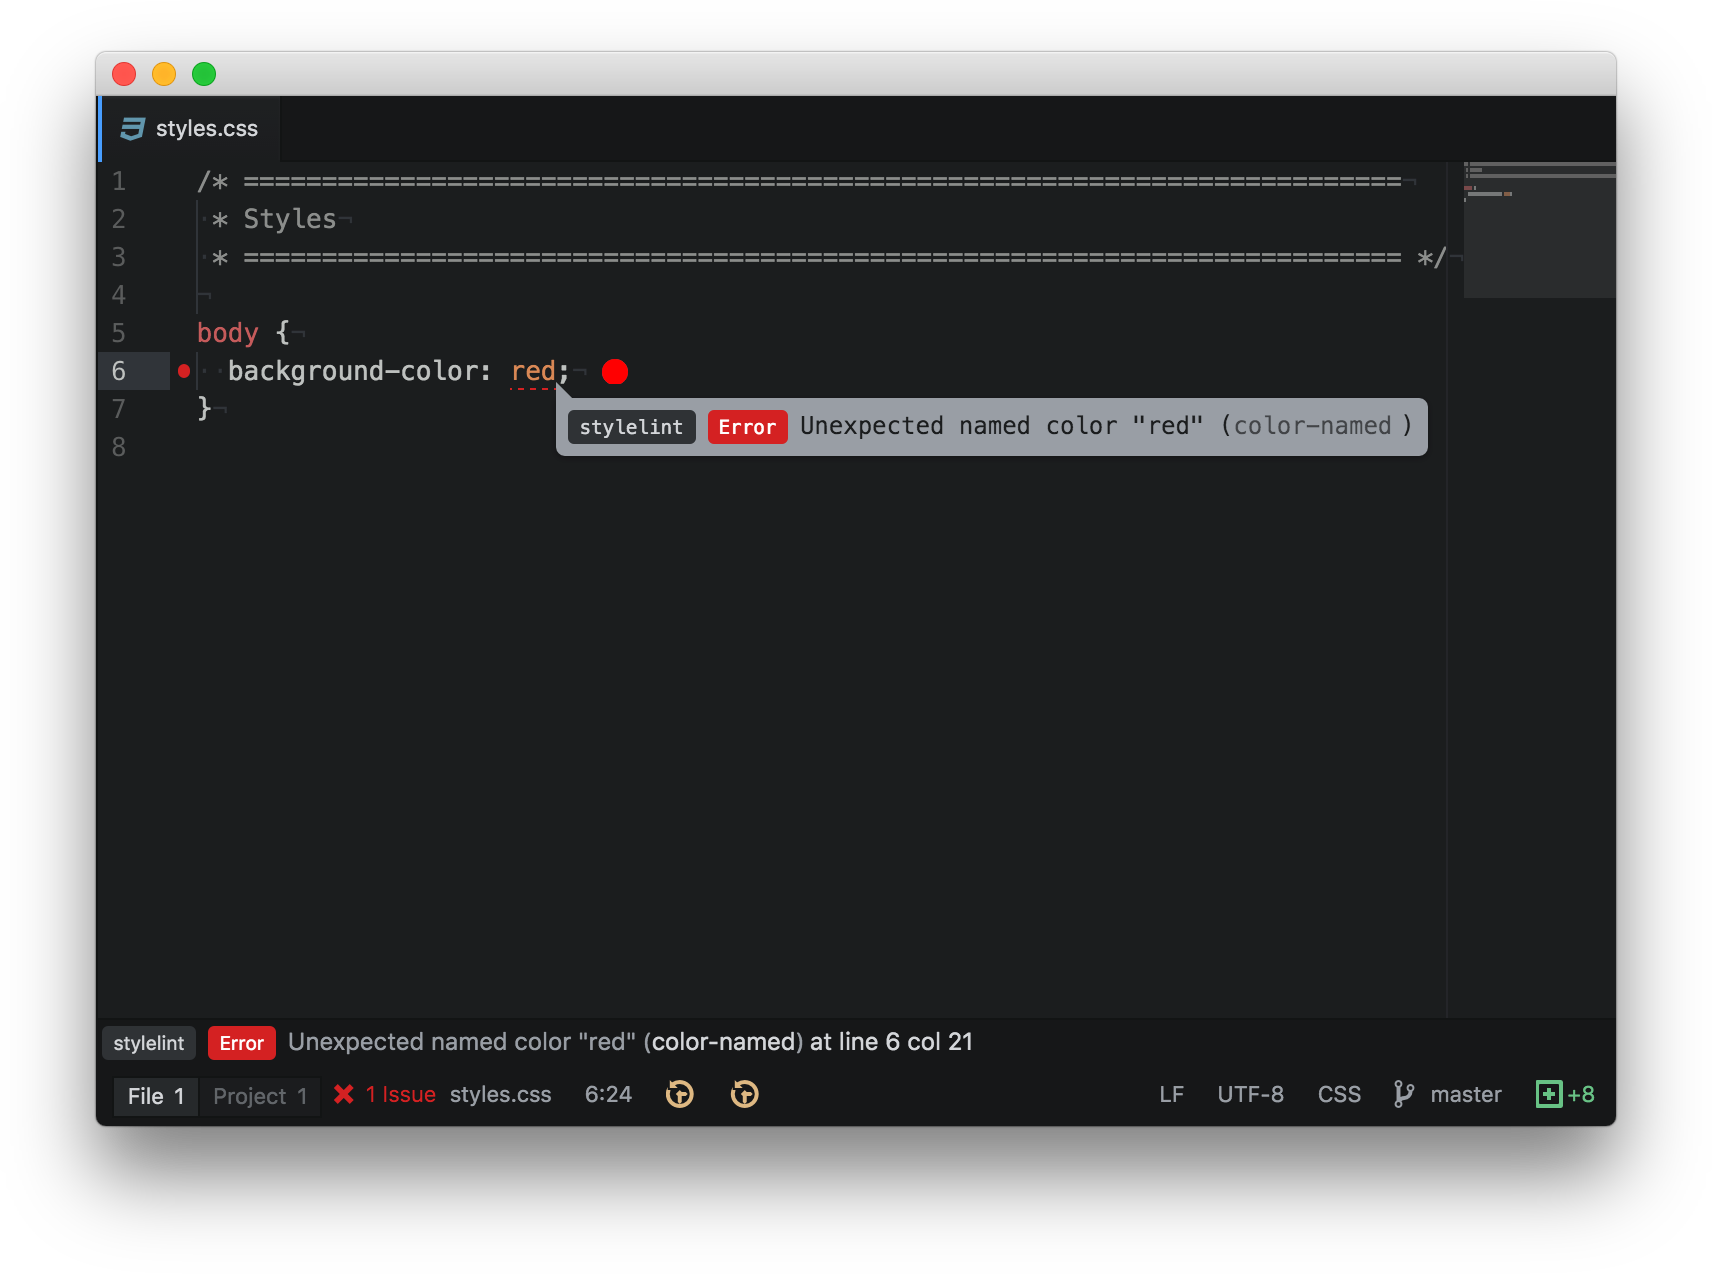 styles.css
1 /* ==========================================================================¬
2 * Styles¬
3 * ========================================================================== */¬
4 ¬
5 body {¬
6 background-color: red;¬
7 }¬
stylelint Error Unexpected named color "red" (color-named )
8
stylelint Error Unexpected named color "red" (color-named) at line 6 col 21
File 1 Project 1 1 Issue styles.css 6:24 LF UTF-8 CSS master +8